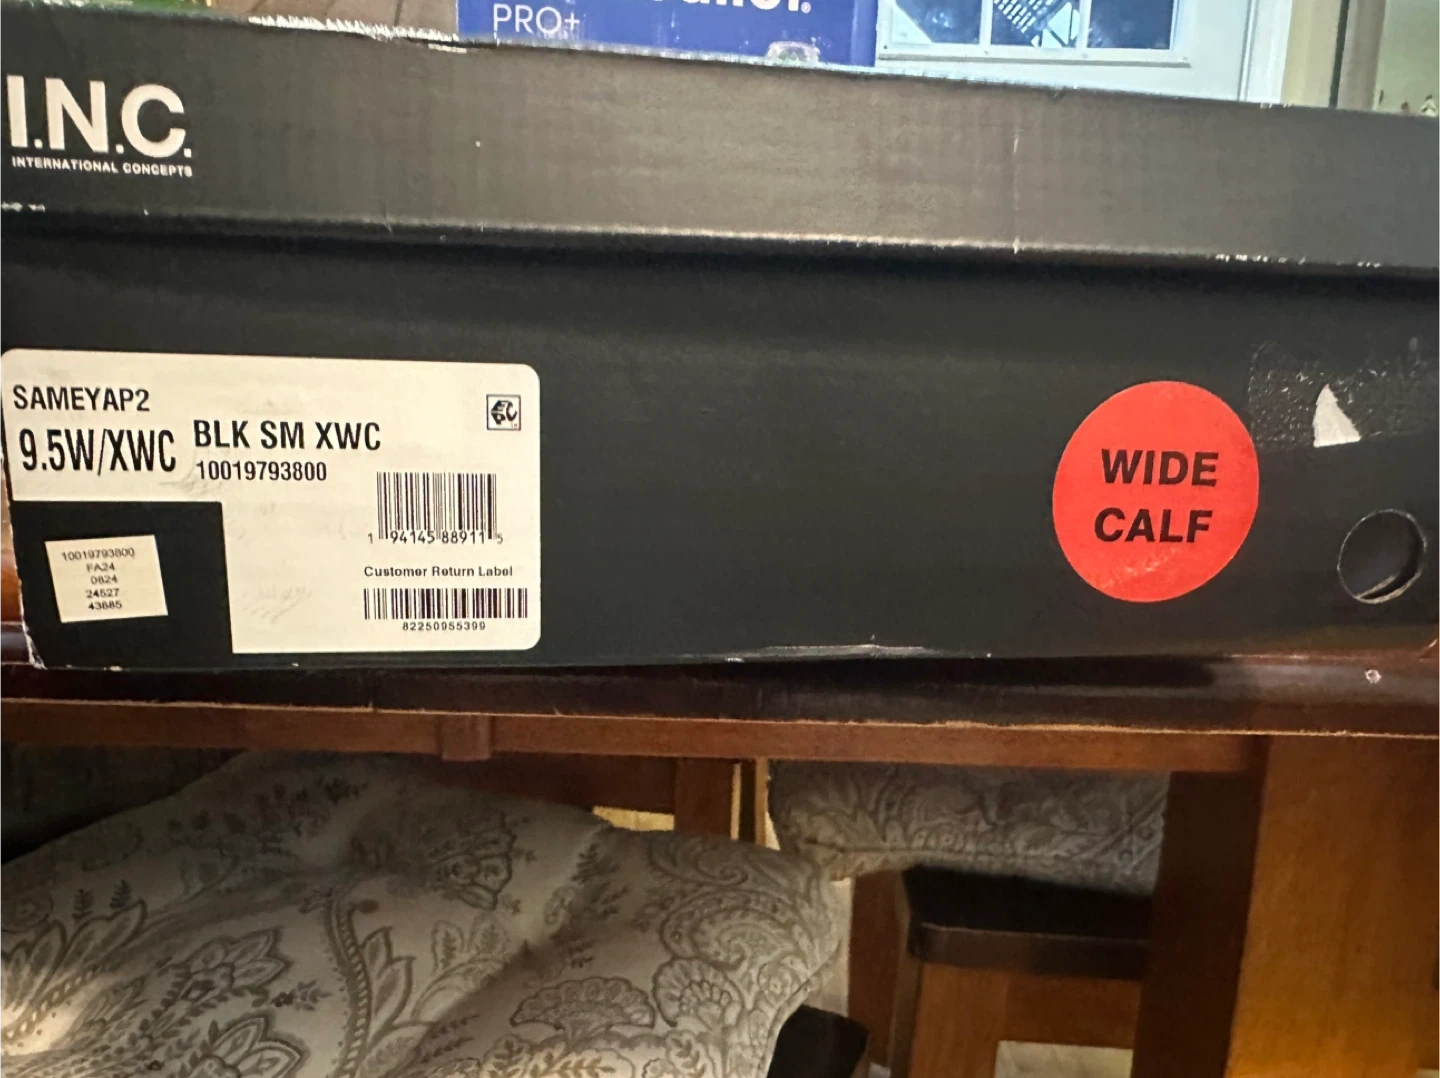 PRO+
I.N.C.
INTERNATIONAL CONCEPTS
SAMEYAP2
9.5W/XWC
BLK SM XWC
10019793800
1 94145 88911 5
Customer Return Label
82250955399
10019793800
FA24
0824
24527
43885
WIDE
CALF